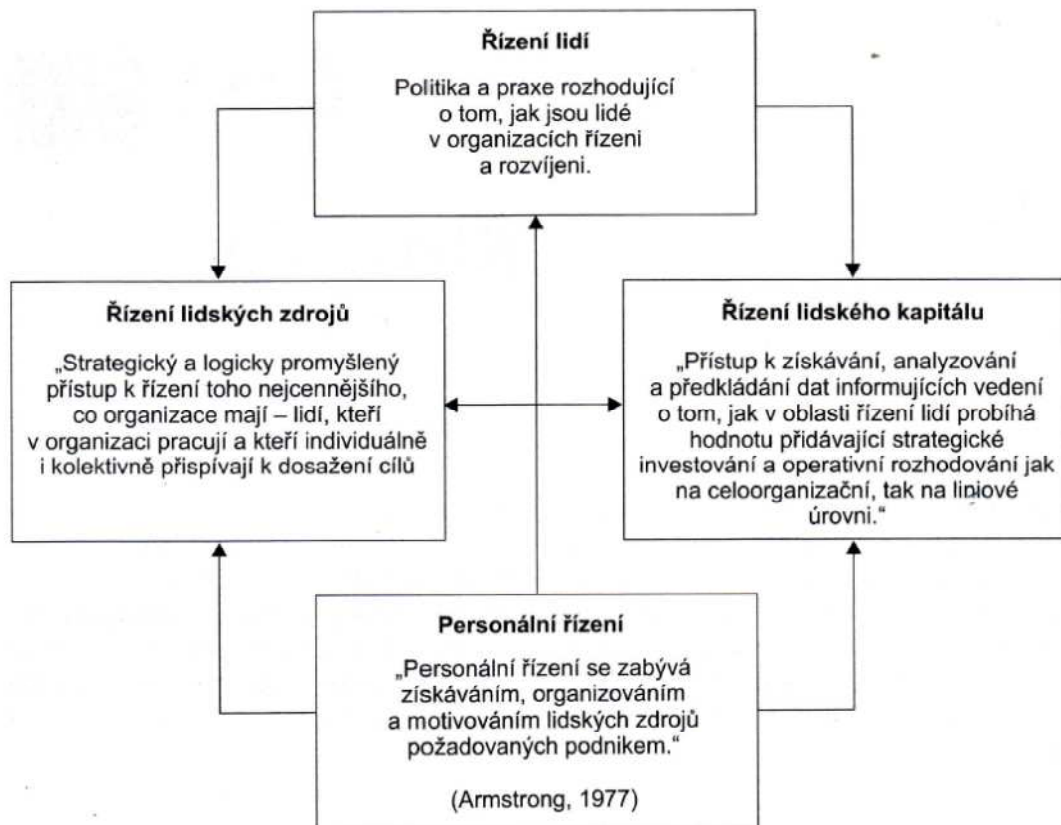 Řízení lidí
Politika a praxe rozhodující
o tom, jak jsou lidé
v organizacích řízeni
a rozvíjeni.
Řízení lidských zdrojů
„Strategický a logicky promyšlený
přístup k řízení toho nejcennějšího,
co organizace mají – lidí, kteří
v organizaci pracují a kteří individuálně
i kolektivně přispívají k dosažení cílů
Řízení lidského kapitálu
„Přístup k získávání, analyzování
a předkládání dat informujících vedení
o tom, jak v oblasti řízení lidí probíhá
hodnotu přidávající strategické
investování a operativní rozhodování jak
na celoorganizační, tak na liniové
úrovni.“
Personální řízení
„Personální řízení se zabývá
získáváním, organizováním
a motivováním lidských zdrojů
požadovaných podnikem.“
(Armstrong, 1977)